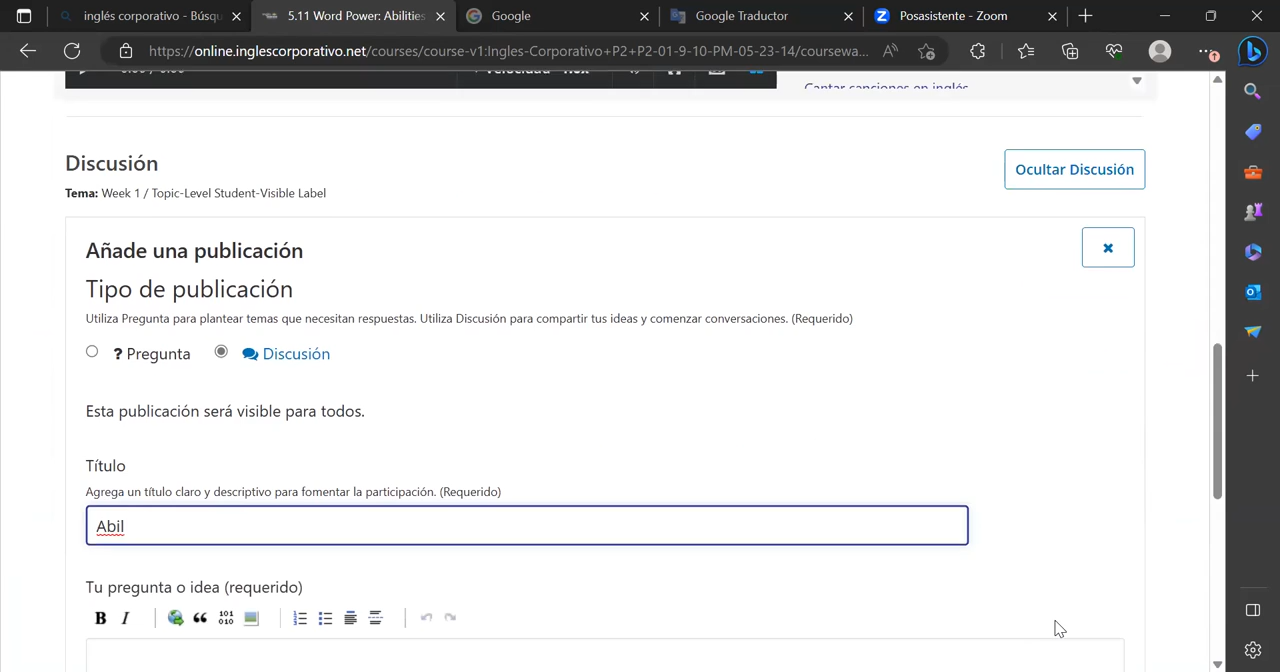 inglés corporativo - Búsqu
5.11 Word Power: Abilities
Google
Google Traductor
Posasistente - Zoom
https://online.inglescorporativo.net/courses/course-v1:Ingles-Corporativo+P2+P2-01-9-10-PM-05-23-14/coursewa...
Cantar canciones en inglés
Discusión
Ocultar Discusión
Tema: Week 1 / Topic-Level Student-Visible Label
Añade una publicación
Tipo de publicación
Utiliza Pregunta para plantear temas que necesitan respuestas. Utiliza Discusión para compartir tus ideas y comenzar conversaciones. (Requerido)
? Pregunta
Discusión
Esta publicación será visible para todos.
Título
Agrega un título claro y descriptivo para fomentar la participación. (Requerido)
Abil
Tu pregunta o idea (requerido)
B I
101
010